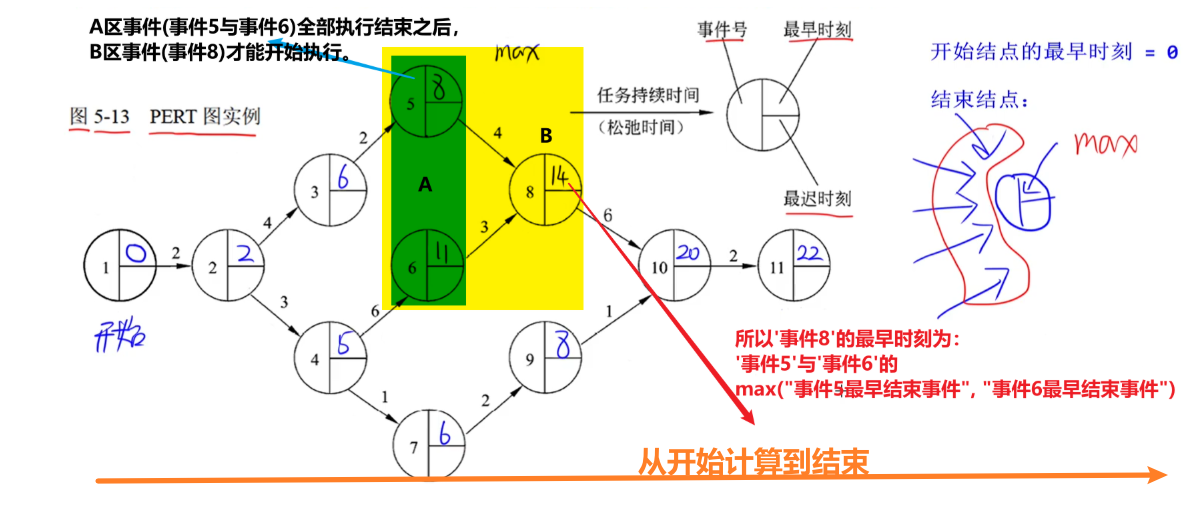 A区事件(事件5与事件6)全部执行结束之后，
B区事件(事件8)才能开始执行。
max
事件号 最早时刻
开始结点的最早时刻 = 0
图 5-13 PERT 图实例
任务持续时间
（松弛时间）
结束结点：
max
最迟时刻
5 8
2
4
B
A
3 6
8 14
4
3
6
1 0
2
2 2
6 11
10 20
2
11 22
开始
3
6
1
4 5
9 8
1
2
7 6
所以'事件8'的最早时刻为：
'事件5'与'事件6'的
max("事件5最早结束事件", "事件6最早结束事件")
从开始计算到结束